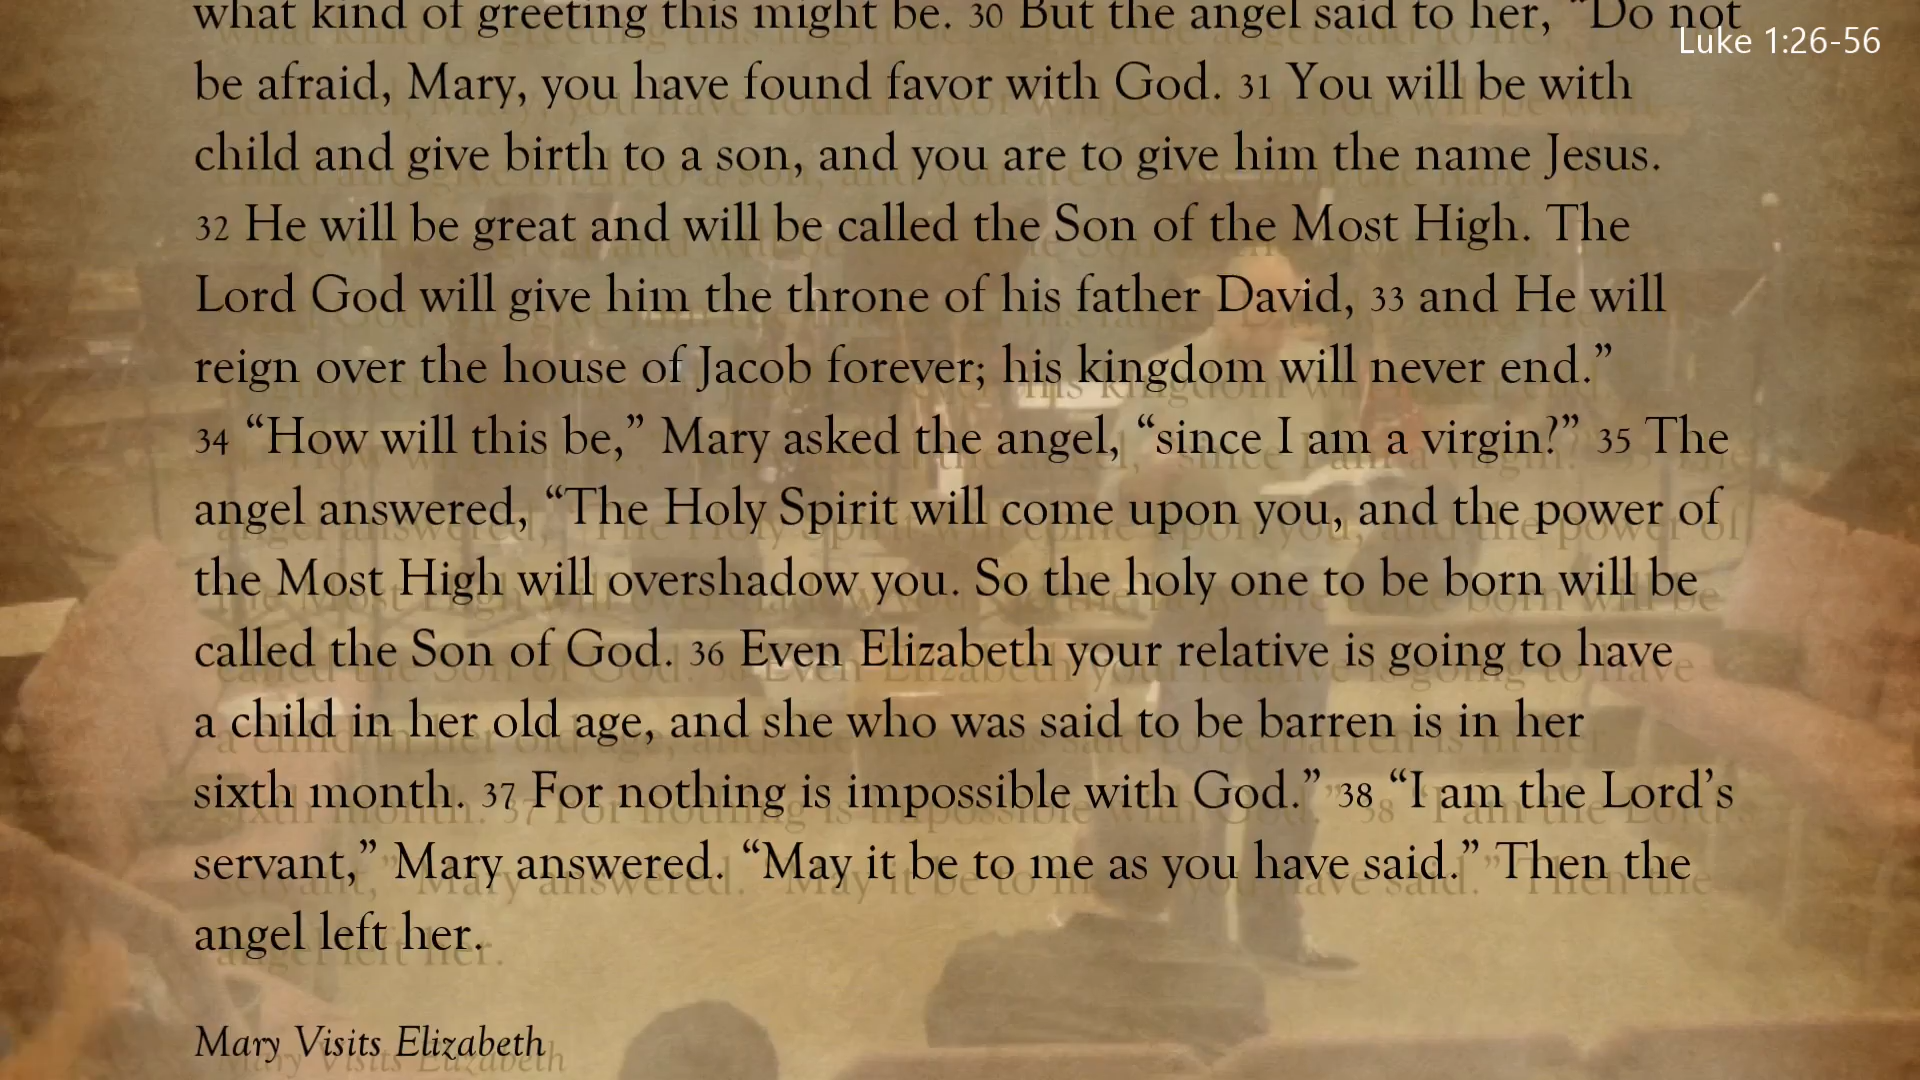 what kind of greeting this might be. 30 But the angel said to her, “Do not
Luke 1:26-56
be afraid, Mary, you have found favor with God. 31 You will be with
child and give birth to a son, and you are to give him the name Jesus.
32 He will be great and will be called the Son of the Most High. The
Lord God will give him the throne of his father David, 33 and He will
reign over the house of Jacob forever; his kingdom will never end.”
34 “How will this be,” Mary asked the angel, “since I am a virgin?” 35 The
angel answered, “The Holy Spirit will come upon you, and the power of
the Most High will overshadow you. So the holy one to be born will be
called the Son of God. 36 Even Elizabeth your relative is going to have
a child in her old age, and she who was said to be barren is in her
sixth month. 37 For nothing is impossible with God.” 38 “I am the Lord’s
servant,” Mary answered. “May it be to me as you have said.” Then the
angel left her.
Mary Visits Elizabeth